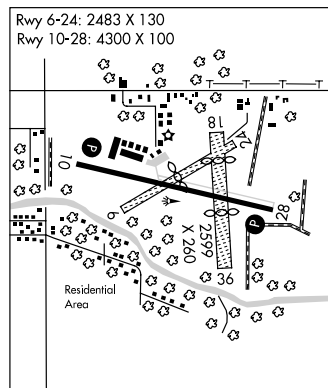 Rwy 6-24: 2483 X 130
Rwy 10-28: 4300 X 100
18
24
P
10
6
2599
X 260
28
P
36
Residential
Area